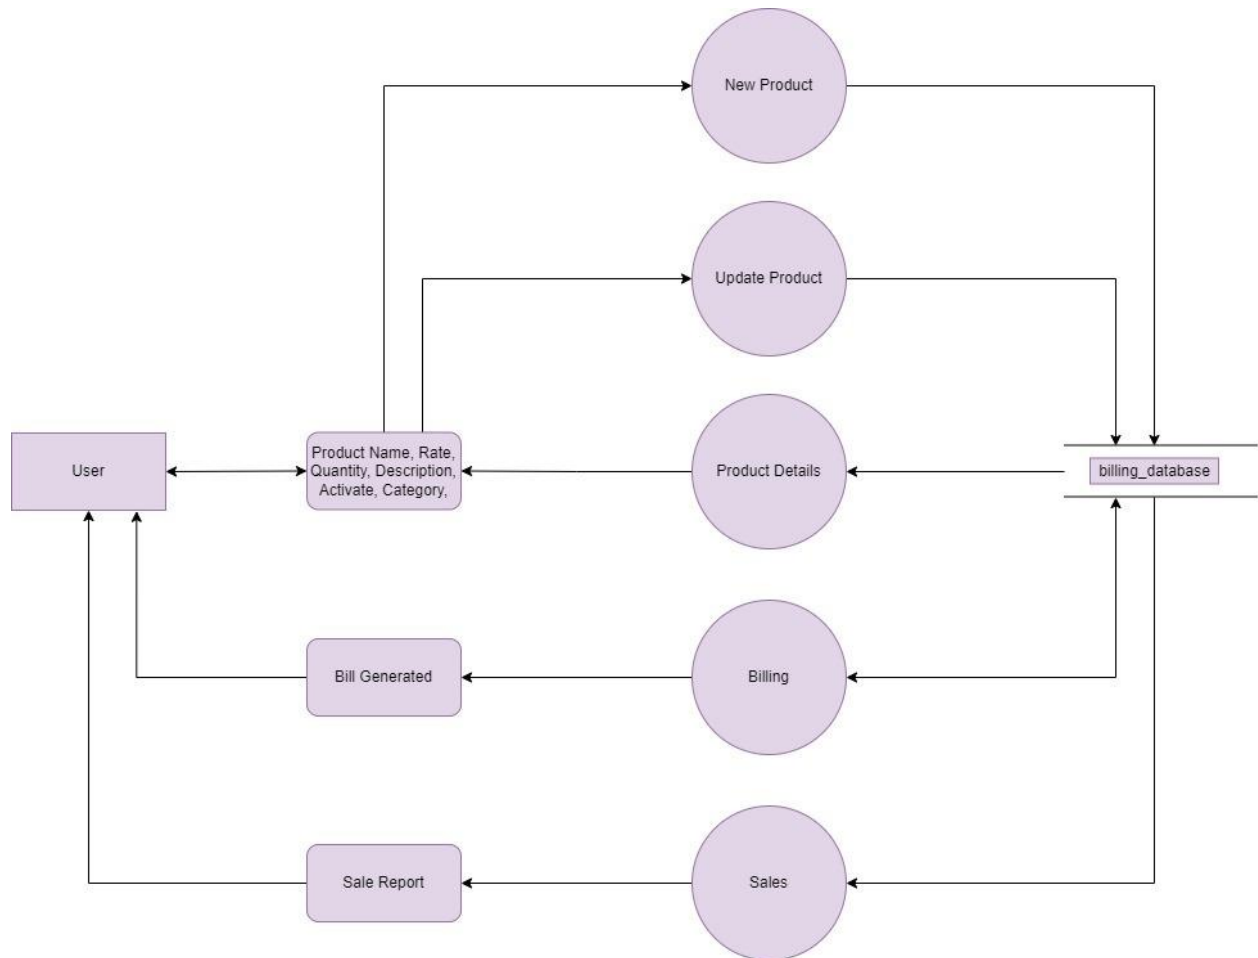 New Product
Update Product
User
Product Name, Rate,
Quantity, Description,
Activate, Category,
Product Details
billing_database
Bill Generated
Billing
Sale Report
Sales